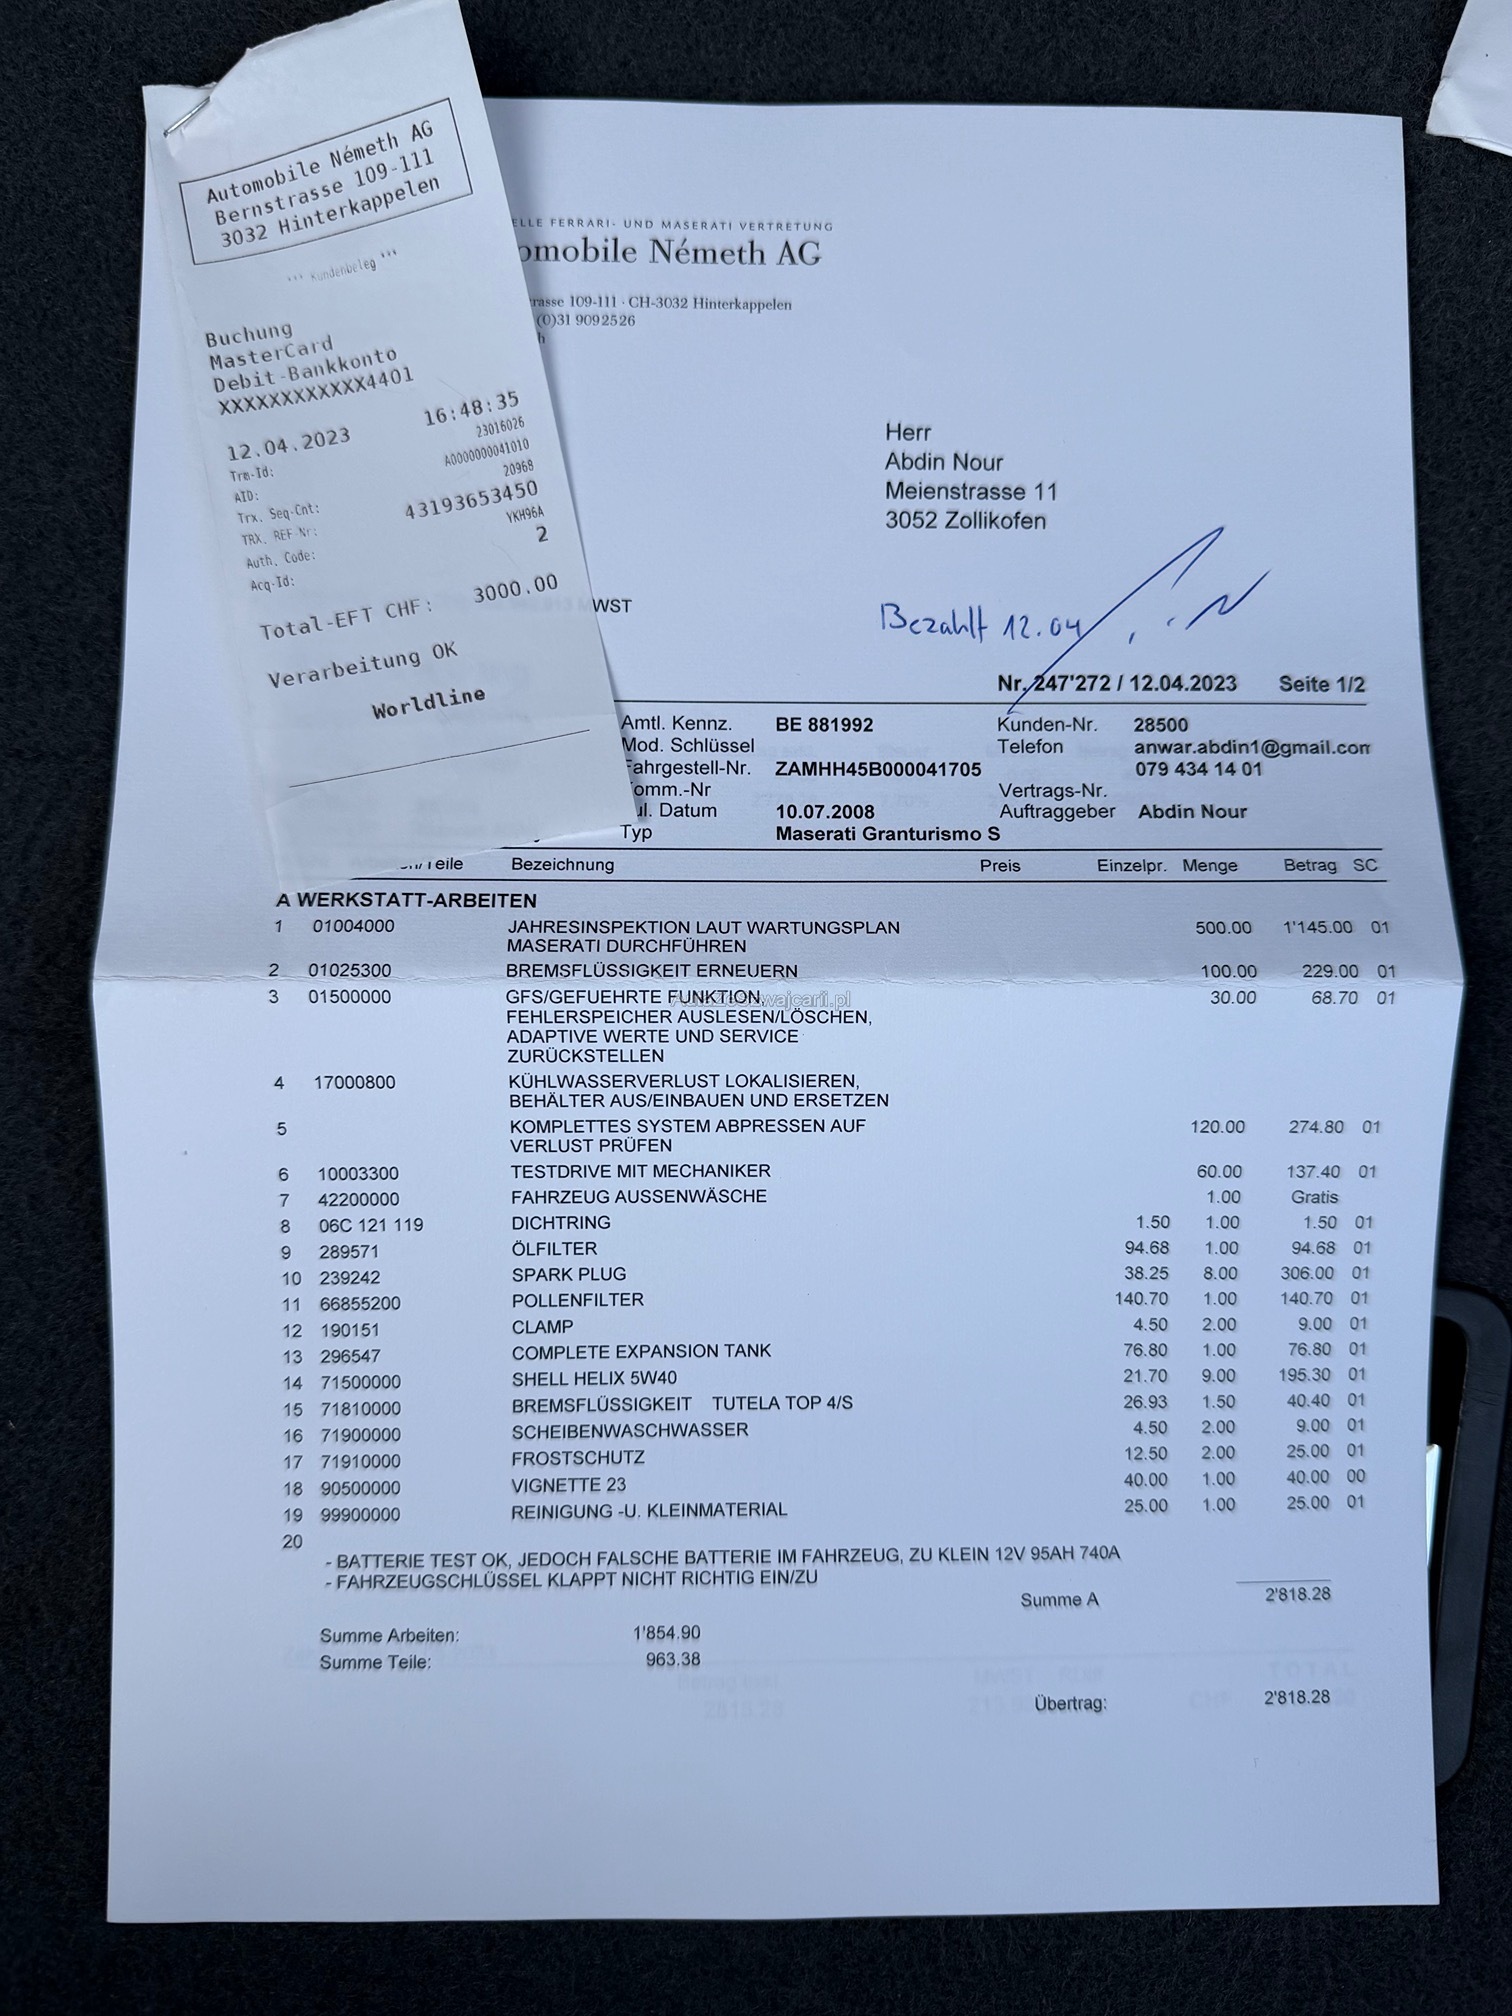 Automobile Németh AG
Bernstrasse 109-111
3032 Hinterkappelen
*** Kundenbeleg ***
Buchung
MasterCard
Debit-Bankkonto
XXXXXXXXXXXX4401
12.04.2023 16:48:35
Trm-Id: 23016026
AID: A0000000041010
Trx. Seq-Cnt: 20968
TRX. REF-Nr: 43193653450
Auth. Code: YKH96A
Acq-Id: 2
Total-EFT CHF: 3000.00
Verarbeitung OK
Worldline
ELLE FERRARI- UND MASERATI VERTRETUNG
omobile Németh AG
rasse 109-111 · CH-3032 Hinterkappelen
(0)31 9092526
h
Herr
Abdin Nour
Meienstrasse 11
3052 Zollikofen
MWST
Bezahlt 12.04
Nr. 247'272 / 12.04.2023 Seite 1/2
Amtl. Kennz. BE 881992 Kunden-Nr. 28500
Mod. Schlüssel Telefon anwar.abdin1@gmail.com
Fahrgestell-Nr. ZAMHH45B000041705 079 434 14 01
omm.-Nr Vertrags-Nr.
ul. Datum 10.07.2008 Auftraggeber Abdin Nour
Typ Maserati Granturismo S
n/Teile Bezeichnung Preis Einzelpr. Menge Betrag SC
A WERKSTATT-ARBEITEN
1 01004000 JAHRESINSPEKTION LAUT WARTUNGSPLAN 500.00 1'145.00 01
MASERATI DURCHFÜHREN
2 01025300 BREMSFLÜSSIGKEIT ERNEUERN 100.00 229.00 01
3 01500000 GFS/GEFUEHRTE FUNKTION, 30.00 68.70 01
FEHLERSPEICHER AUSLESEN/LÖSCHEN,
ADAPTIVE WERTE UND SERVICE
ZURÜCKSTELLEN
4 17000800 KÜHLWASSERVERLUST LOKALISIEREN,
BEHÄLTER AUS/EINBAUEN UND ERSETZEN
5 KOMPLETTES SYSTEM ABPRESSEN AUF 120.00 274.80 01
VERLUST PRÜFEN
6 10003300 TESTDRIVE MIT MECHANIKER 60.00 137.40 01
7 42200000 FAHRZEUG AUSSENWÄSCHE 1.00 Gratis
8 06C 121 119 DICHTRING 1.50 1.00 1.50 01
9 289571 ÖLFILTER 94.68 1.00 94.68 01
10 239242 SPARK PLUG 38.25 8.00 306.00 01
11 66855200 POLLENFILTER 140.70 1.00 140.70 01
12 190151 CLAMP 4.50 2.00 9.00 01
13 296547 COMPLETE EXPANSION TANK 76.80 1.00 76.80 01
14 71500000 SHELL HELIX 5W40 21.70 9.00 195.30 01
15 71810000 BREMSFLÜSSIGKEIT TUTELA TOP 4/S 26.93 1.50 40.40 01
16 71900000 SCHEIBENWASCHWASSER 4.50 2.00 9.00 01
17 71910000 FROSTSCHUTZ 12.50 2.00 25.00 01
18 90500000 VIGNETTE 23 40.00 1.00 40.00 00
19 99900000 REINIGUNG -U. KLEINMATERIAL 25.00 1.00 25.00 01
20
- BATTERIE TEST OK, JEDOCH FALSCHE BATTERIE IM FAHRZEUG, ZU KLEIN 12V 95AH 740A
- FAHRZEUGSCHLÜSSEL KLAPPT NICHT RICHTIG EIN/ZU
Summe A 2'818.28
Summe Arbeiten: 1'854.90
Summe Teile: 963.38
Übertrag: 2'818.28